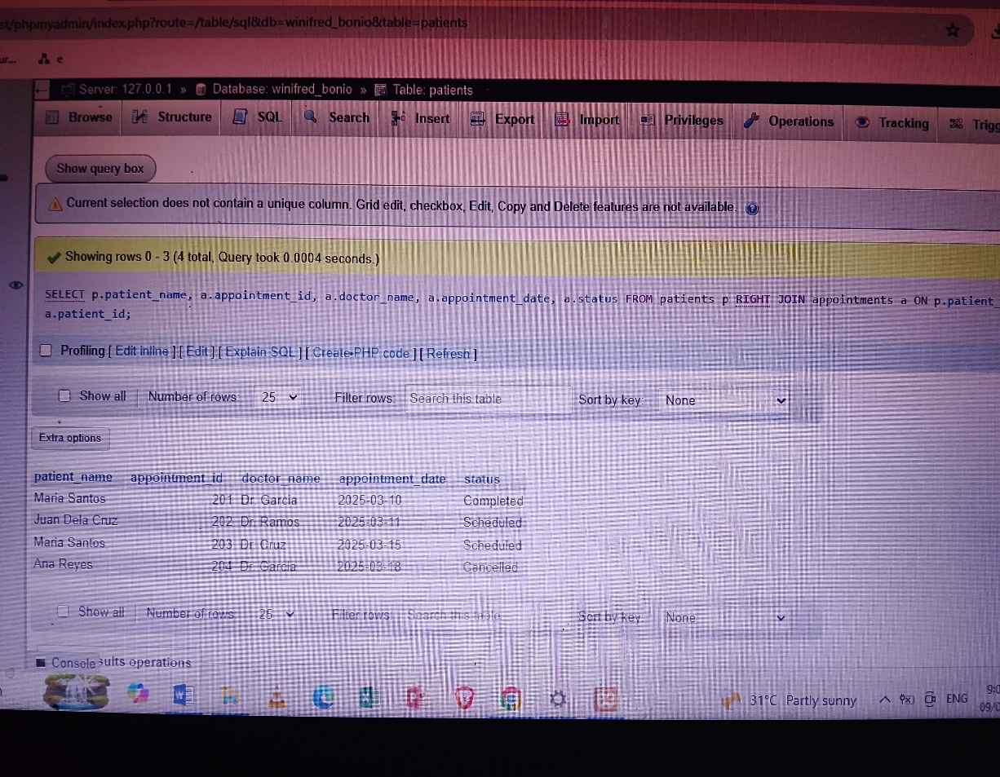 st/phpmyadmin/index.php?route=/table/sql&db=winifred_bonio&table=patients
ur... e
Server: 127.0.0.1 » Database: winifred_bonio » Table: patients
Browse Structure SQL Search Insert Export Import Privileges Operations Tracking Trigg
Show query box
Current selection does not contain a unique column. Grid edit, checkbox, Edit, Copy and Delete features are not available.
Showing rows 0 - 3 (4 total, Query took 0.0004 seconds.)
SELECT p.patient_name, a.appointment_id, a.doctor_name, a.appointment_date, a.status FROM patients p RIGHT JOIN appointments a ON p.patient_
a.patient_id;
Profiling [ Edit inline ] [ Edit ] [ Explain SQL ] [ Create PHP code ] [ Refresh ]
Show all Number of rows: 25 Filter rows: Search this table Sort by key: None
Extra options
patient_name appointment_id doctor_name appointment_date status
Maria Santos 201 Dr. Garcia 2025-03-10 Completed
Juan Dela Cruz 202 Dr. Ramos 2025-03-11 Scheduled
Maria Santos 203 Dr. Cruz 2025-03-15 Scheduled
Ana Reyes 204 Dr. Garcia 2025-03-18 Cancelled
Show all Number of rows: 25 Filter rows: Search this table Sort by key: None
Console sults operations
31°C Partly sunny ENG 9:0
09/0